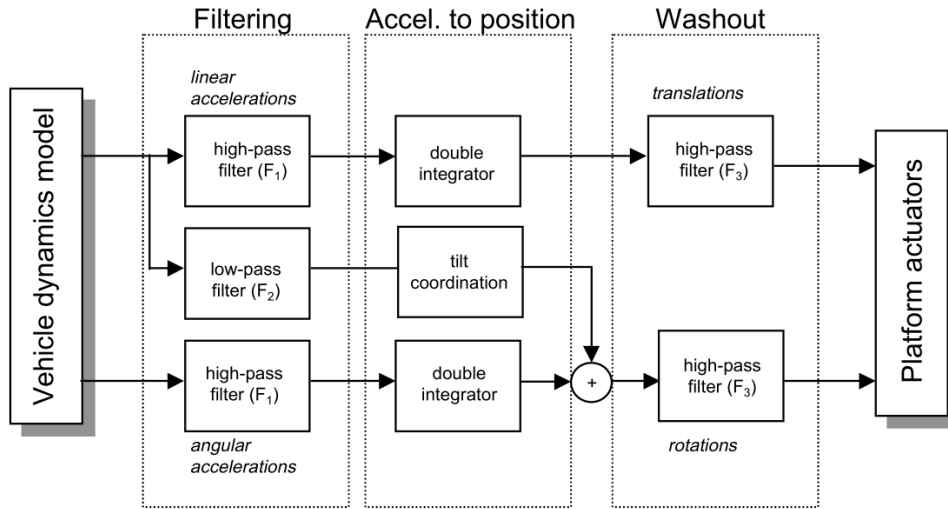 Filtering
Accel. to position
Washout
Vehicle dynamics model
linear
accelerations
high-pass
filter (F₁)
double
integrator
translations
high-pass
filter (F₃)
low-pass
filter (F₂)
tilt
coordination
high-pass
filter (F₁)
angular
accelerations
double
integrator
+
high-pass
filter (F₃)
rotations
Platform actuators